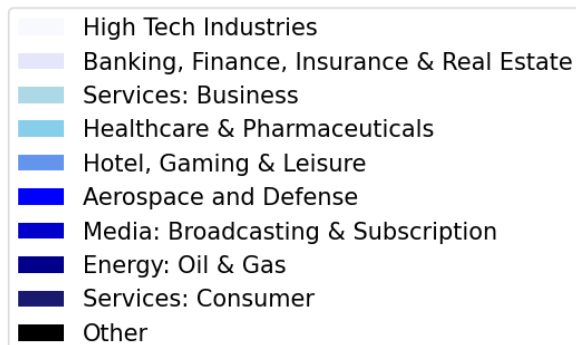 High Tech Industries
Banking, Finance, Insurance & Real Estate
Services: Business
Healthcare & Pharmaceuticals
Hotel, Gaming & Leisure
Aerospace and Defense
Media: Broadcasting & Subscription
Energy: Oil & Gas
Services: Consumer
Other